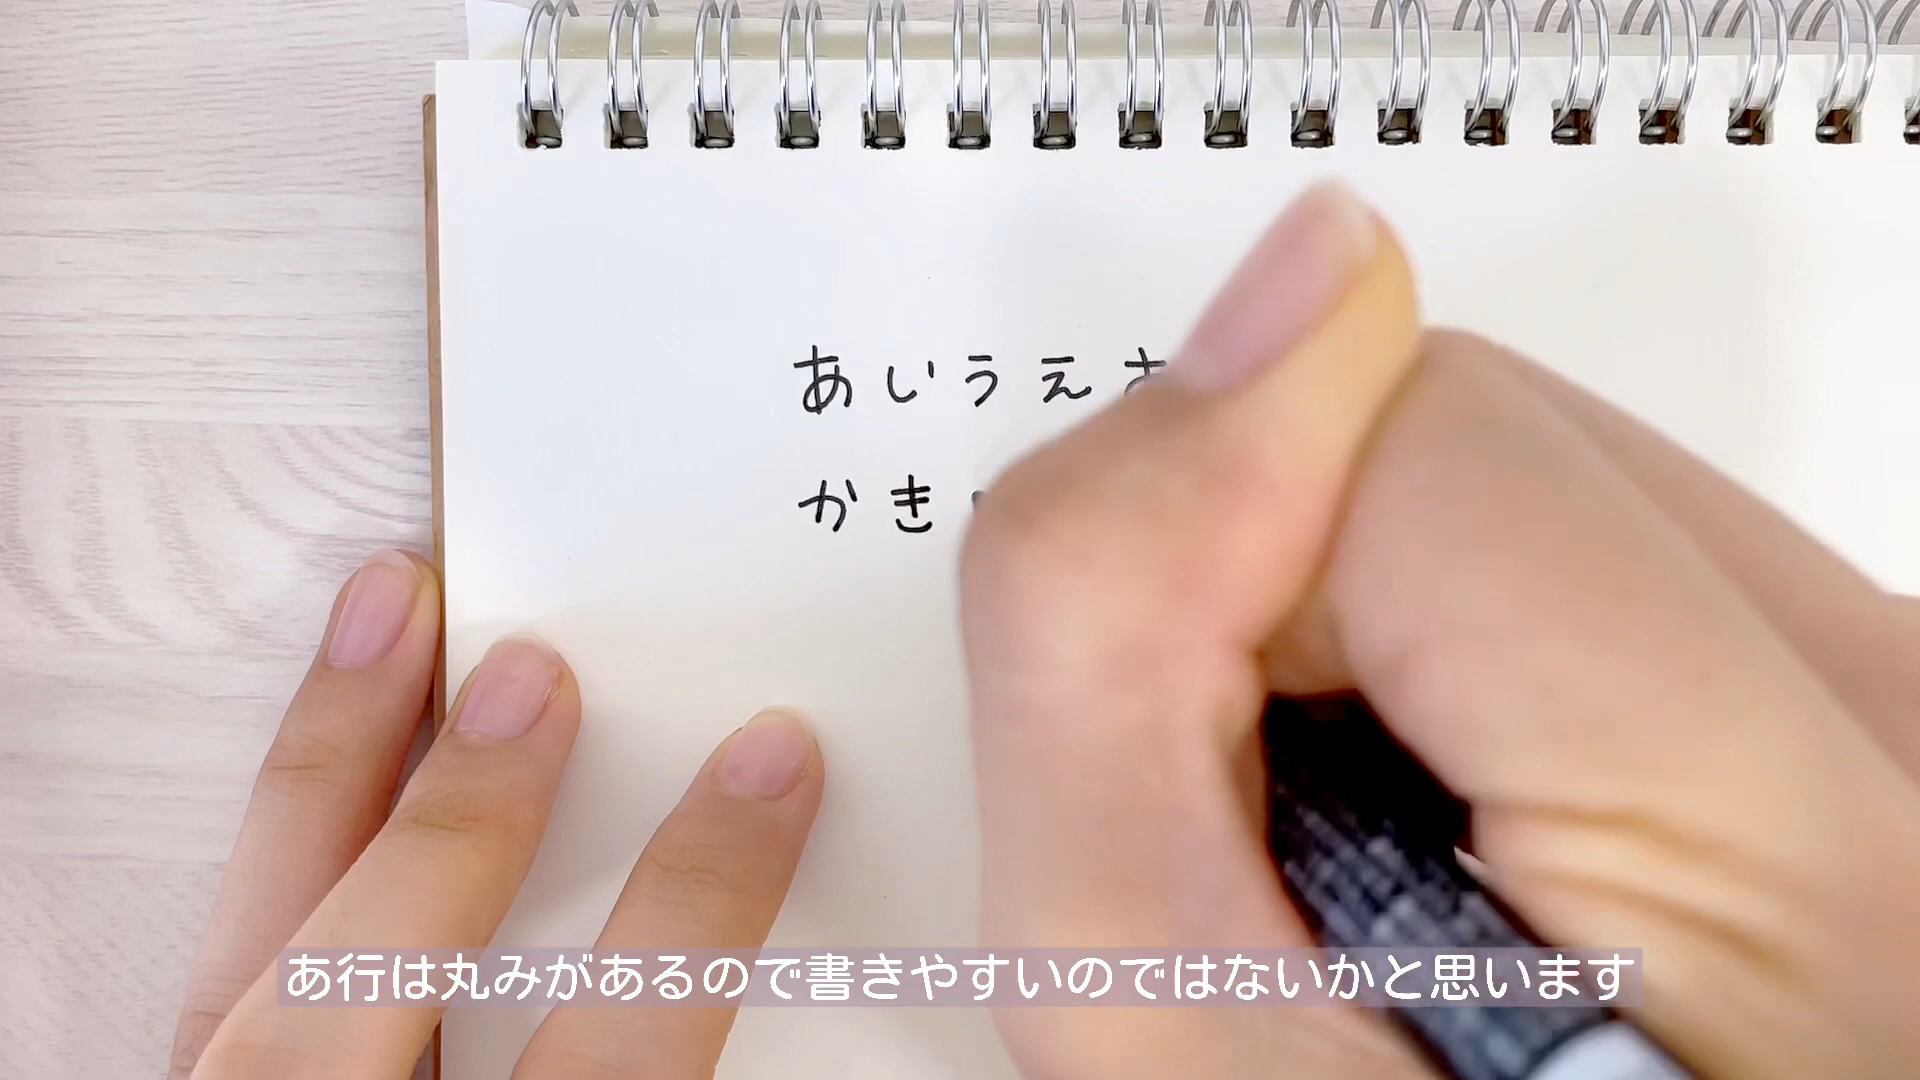 あいうえお
かき
あ行は丸みがあるので書きやすいのではないかと思います